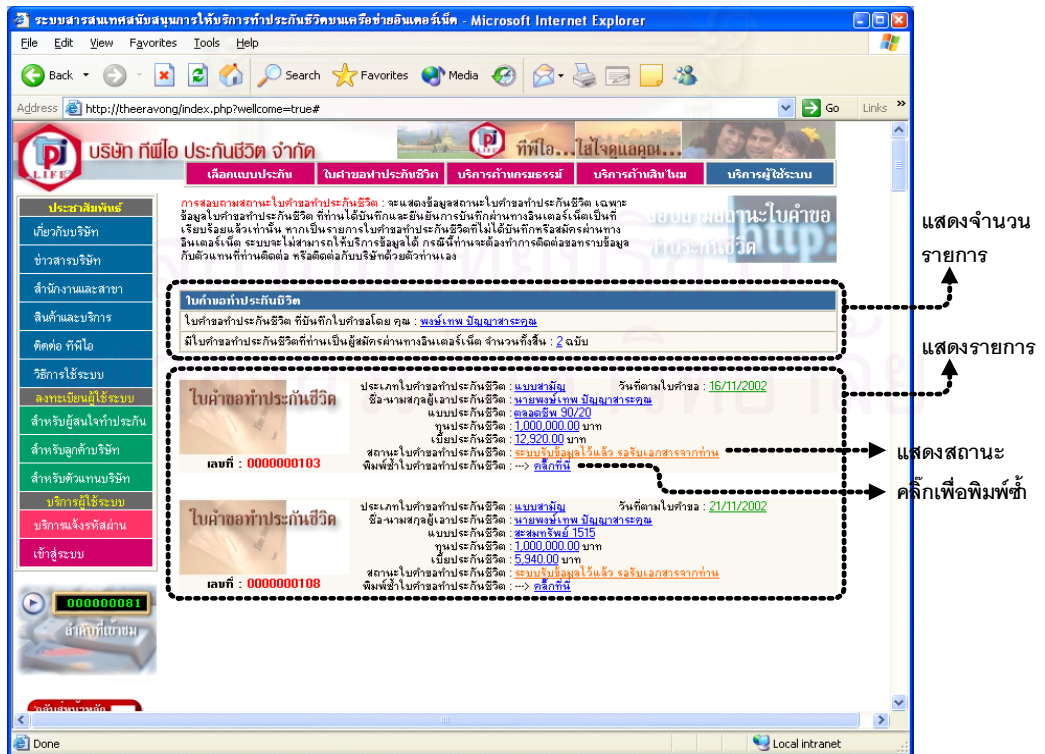 ระบบสารสนเทศสนับสนุนการให้บริการทำประกันชีวิตบนเครือข่ายอินเตอร์เน็ต - Microsoft Internet Explorer
File Edit View Favorites Tools Help
Back Search Favorites Media
Address http://theeravong/index.php?wellcome=true# Go Links
tpi LIFE บริษัท ทีพีไอ ประกันชีวิต จำกัด
ทีพีไอ...ใส่ใจดูแลคุณ...
เลือกแบบประกัน ใบคำขอทำประกันชีวิต บริการด้านกรมธรรม์ บริการด้านสินไหม บริการผู้ใช้ระบบ
ประชาสัมพันธ์
เกี่ยวกับบริษัท
ข่าวสารบริษัท
สำนักงานและสาขา
สินค้าและบริการ
ติดต่อ ทีพีไอ
วิธีการใช้ระบบ
ลงทะเบียนผู้ใช้ระบบ
สำหรับผู้สนใจทำประกัน
สำหรับลูกค้าบริษัท
สำหรับตัวแทนบริษัท
บริการผู้ใช้ระบบ
บริการแจ้งรหัสผ่าน
เข้าสู่ระบบ
000000081
ลำดับที่เข้าชม
กลับสู่หน้าหลัก
การสอบถามสถานะใบคำขอทำประกันชีวิต : จะแสดงข้อมูลสถานะใบคำขอทำประกันชีวิต เฉพาะ
ข้อมูลใบคำขอทำประกันชีวิต ที่ท่านได้บันทึกและยืนยันการบันทึกผ่านทางอินเตอร์เน็ตเป็นที่
เรียบร้อยแล้วเท่านั้น หากเป็นรายการใบคำขอทำประกันชีวิตที่ไม่ได้บันทึกหรือสมัครผ่านทาง
อินเตอร์เน็ต ระบบจะไม่สามารถให้บริการข้อมูลได้ กรณีนี้ท่านจะต้องทำการติดต่อขอทราบข้อมูล
กับตัวแทนที่ท่านติดต่อ หรือติดต่อกับบริษัทด้วยตัวท่านเอง
สอบถามสถานะใบคำขอ
ทำประกันชีวิต http:
ใบคำขอทำประกันชีวิต
ใบคำขอทำประกันชีวิต ที่บันทึกใบคำขอโดย คุณ : พงษ์เทพ ปัญญาสาระคุณ
มีใบคำขอทำประกันชีวิตที่ท่านเป็นผู้สมัครผ่านทางอินเตอร์เน็ต จำนวนทั้งสิ้น : 2 ฉบับ
ใบคำขอทำประกันชีวิต
เลขที่ : 0000000103
ประเภทใบคำขอทำประกันชีวิต : แบบสามัญ วันที่ตามใบคำขอ : 16/11/2002
ชื่อ-นามสกุลผู้เอาประกันชีวิต : นายพงษ์เทพ ปัญญาสาระคุณ
แบบประกันชีวิต : ตลอดชีพ 90/20
ทุนประกันชีวิต : 1,000,000.00 บาท
เบี้ยประกันชีวิต : 12,920.00 บาท
สถานะใบคำขอทำประกันชีวิต : ระบบรับข้อมูลไว้แล้ว รอรับเอกสารจากท่าน
พิมพ์ซ้ำใบคำขอทำประกันชีวิต : --> คลิ๊กที่นี่
ใบคำขอทำประกันชีวิต
เลขที่ : 0000000108
ประเภทใบคำขอทำประกันชีวิต : แบบสามัญ วันที่ตามใบคำขอ : 21/11/2002
ชื่อ-นามสกุลผู้เอาประกันชีวิต : นายพงษ์เทพ ปัญญาสาระคุณ
แบบประกันชีวิต : สะสมทรัพย์ 1515
ทุนประกันชีวิต : 1,000,000.00 บาท
เบี้ยประกันชีวิต : 5,940.00 บาท
สถานะใบคำขอทำประกันชีวิต : ระบบรับข้อมูลไว้แล้ว รอรับเอกสารจากท่าน
พิมพ์ซ้ำใบคำขอทำประกันชีวิต : --> คลิ๊กที่นี่
แสดงจำนวน
รายการ
แสดงรายการ
แสดงสถานะ
คลิ๊กเพื่อพิมพ์ซ้ำ
Done Local intranet